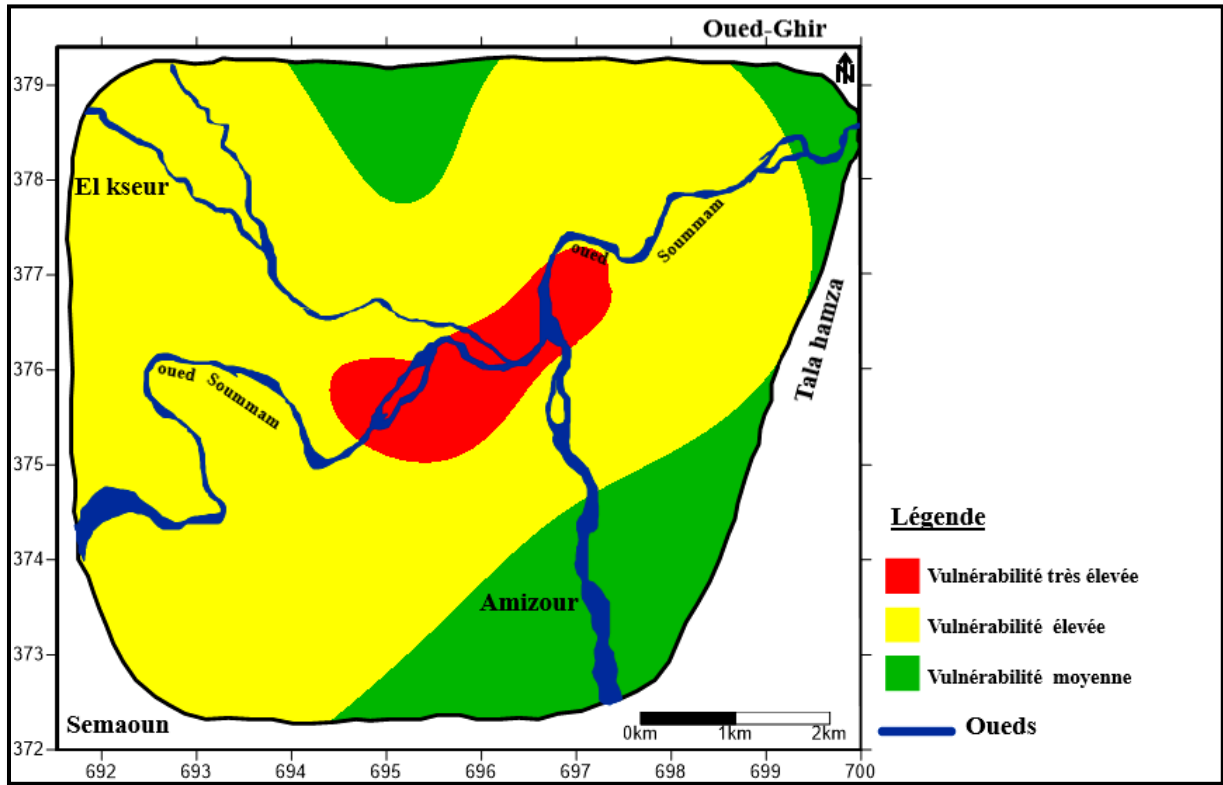 Oued-Ghir
N
379
378
377
376
375
374
373
372
El kseur
oued
Soummam
oued
Soummam
Tala hamza
Amizour
Semaoun
0km
1km
2km
692
693
694
695
696
697
698
699
700
Légende
Vulnérabilité très élevée
Vulnérabilité élevée
Vulnérabilité moyenne
Oueds